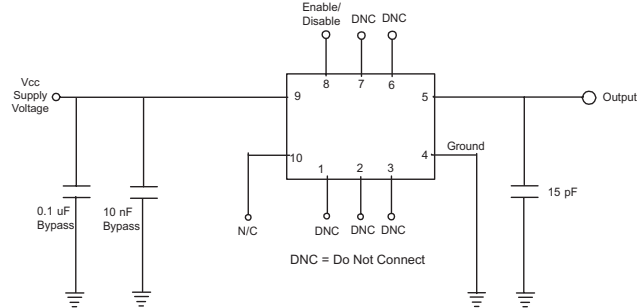 Enable/
Disable
DNC
DNC
8
7
6
Vcc
Supply
Voltage
9
5
Output
10
4
Ground
1
2
3
0.1 uF
Bypass
10 nF
Bypass
15 pF
N/C
DNC
DNC
DNC
DNC = Do Not Connect